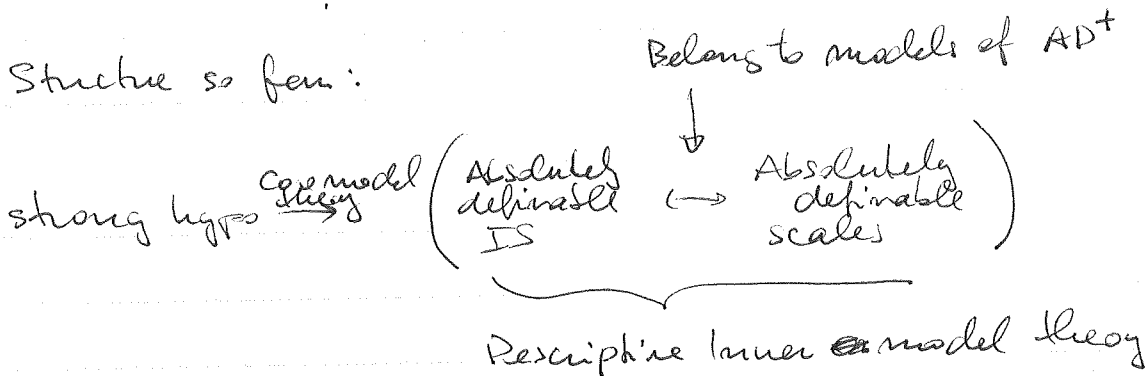 Belong to models of AD⁺
Structure so far:
↓
strong hypo core model theory → ( Absolutely definable IS ↔ Absolutely definable scales )
Descriptive Inner model theory